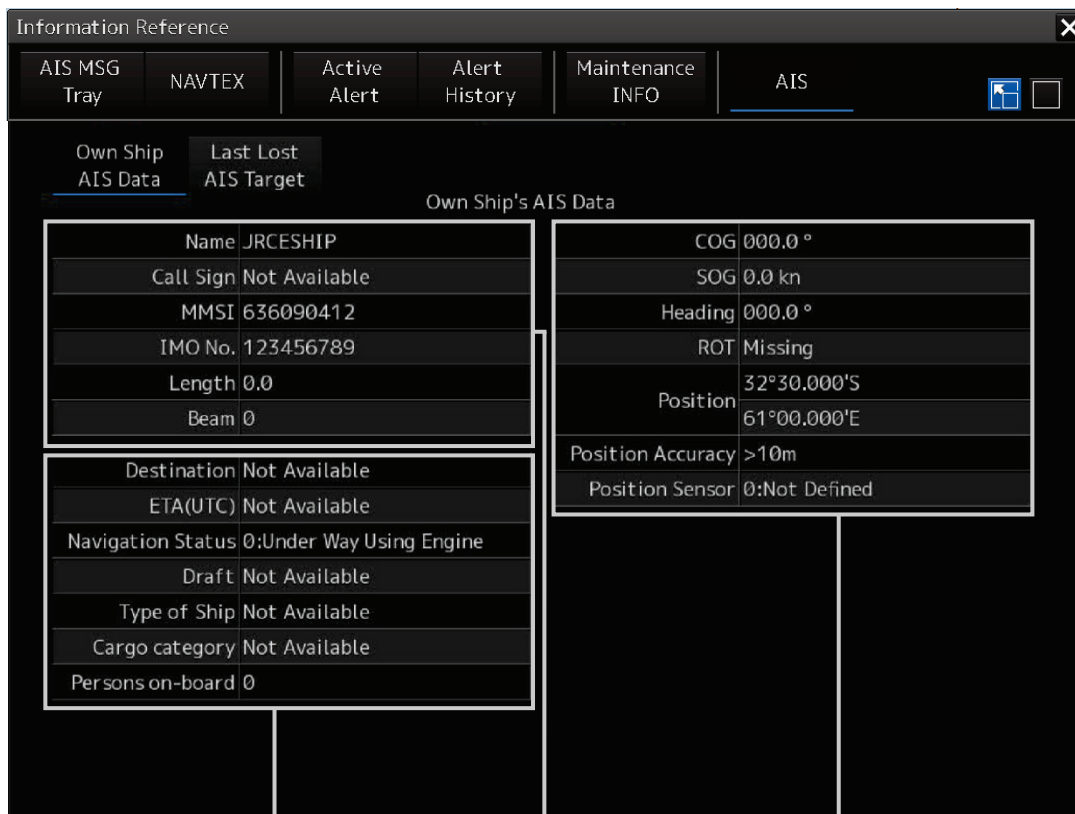 Information Reference
AIS MSG
Tray
NAVTEX
Active
Alert
Alert
History
Maintenance
INFO
AIS
Own Ship
AIS Data
Last Lost
AIS Target
Own Ship's AIS Data
Name JRCESHIP
Call Sign Not Available
MMSI 636090412
IMO No. 123456789
Length 0.0
Beam 0
Destination Not Available
ETA(UTC) Not Available
Navigation Status 0:Under Way Using Engine
Draft Not Available
Type of Ship Not Available
Cargo category Not Available
Persons on-board 0
COG 000.0 °
SOG 0.0 kn
Heading 000.0 °
ROT Missing
Position 32°30.000'S
61°00.000'E
Position Accuracy >10m
Position Sensor 0:Not Defined